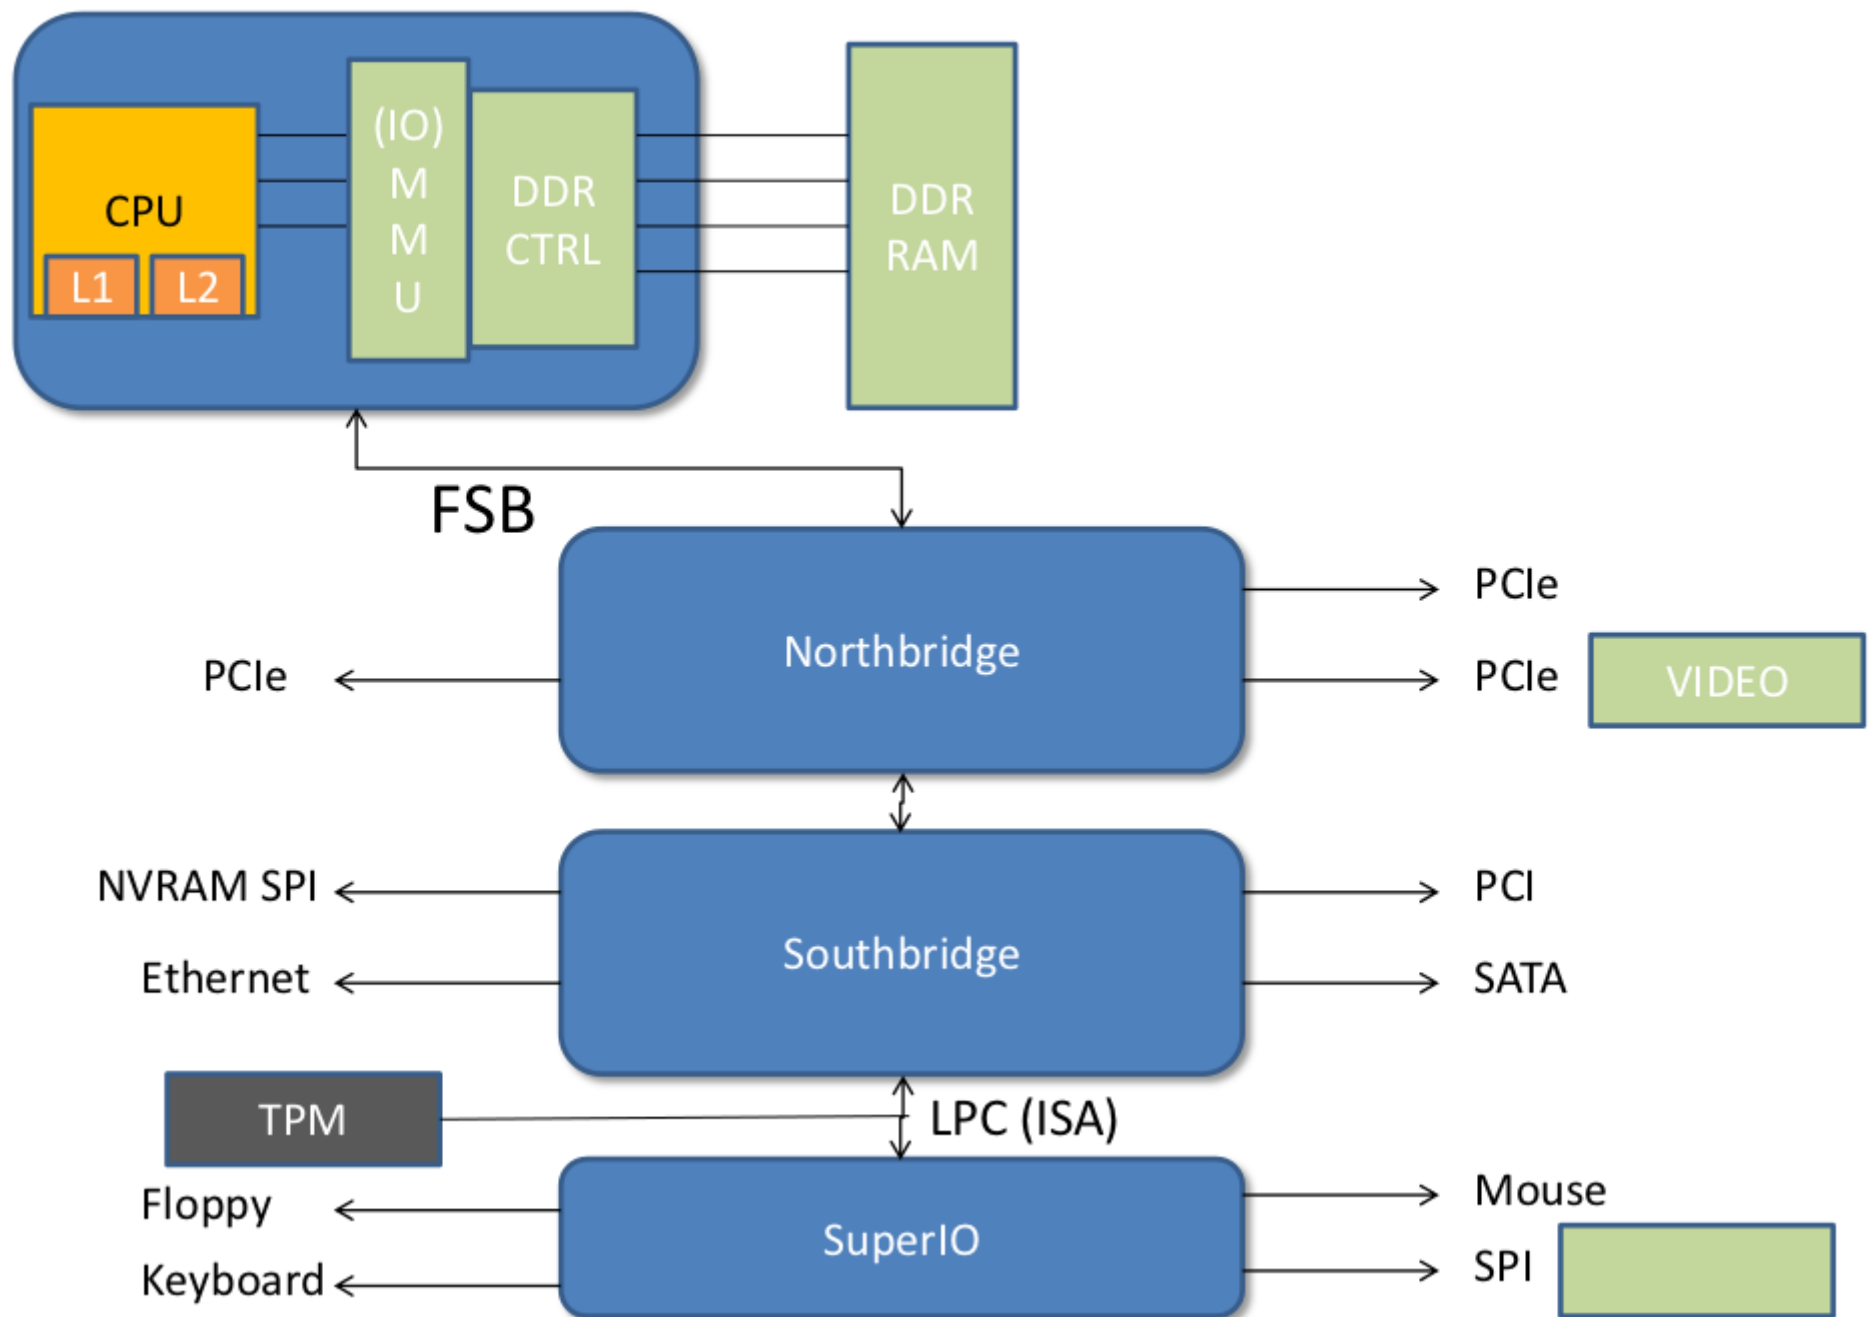 (IO)
M
M
U
CPU
L1
L2
DDR
CTRL
DDR
RAM
FSB
Northbridge
PCIe
PCIe
PCIe
VIDEO
Southbridge
NVRAM SPI
Ethernet
PCI
SATA
TPM
LPC (ISA)
SuperIO
Floppy
Keyboard
Mouse
SPI